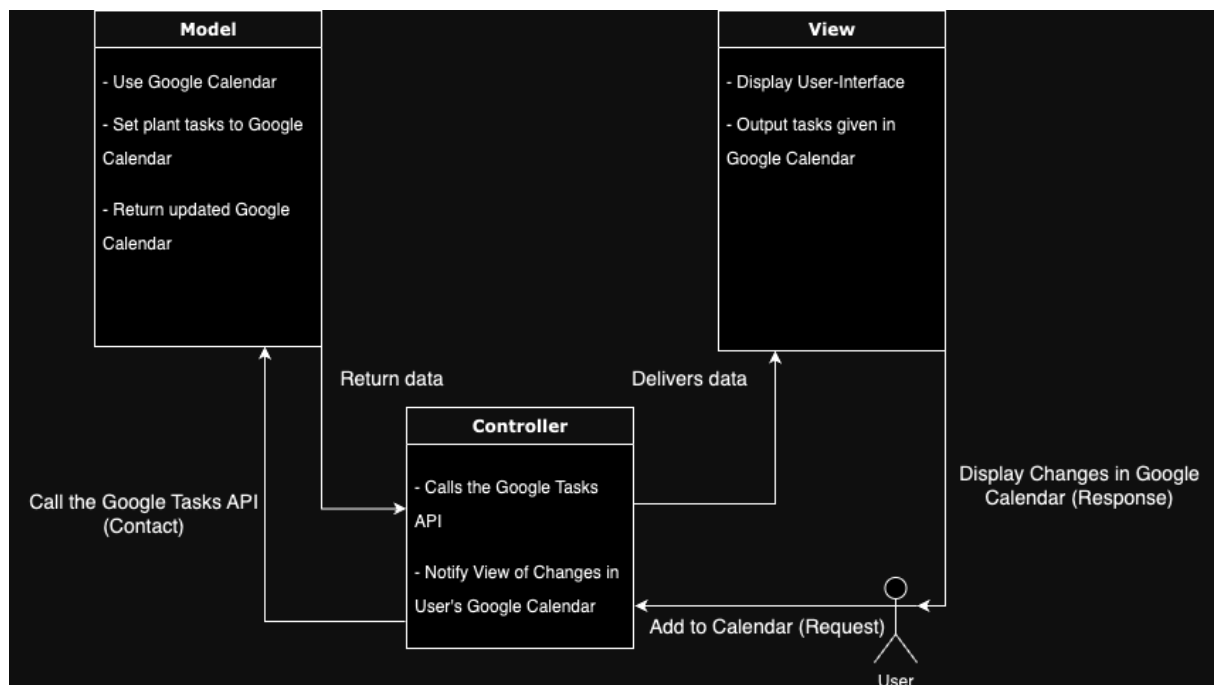 Model
- Use Google Calendar
- Set plant tasks to Google
Calendar
- Return updated Google
Calendar
View
- Display User-Interface
- Output tasks given in
Google Calendar
Return data
Delivers data
Controller
- Calls the Google Tasks
API
- Notify View of Changes in
User's Google Calendar
Call the Google Tasks API
(Contact)
Display Changes in Google
Calendar (Response)
Add to Calendar (Request)
User